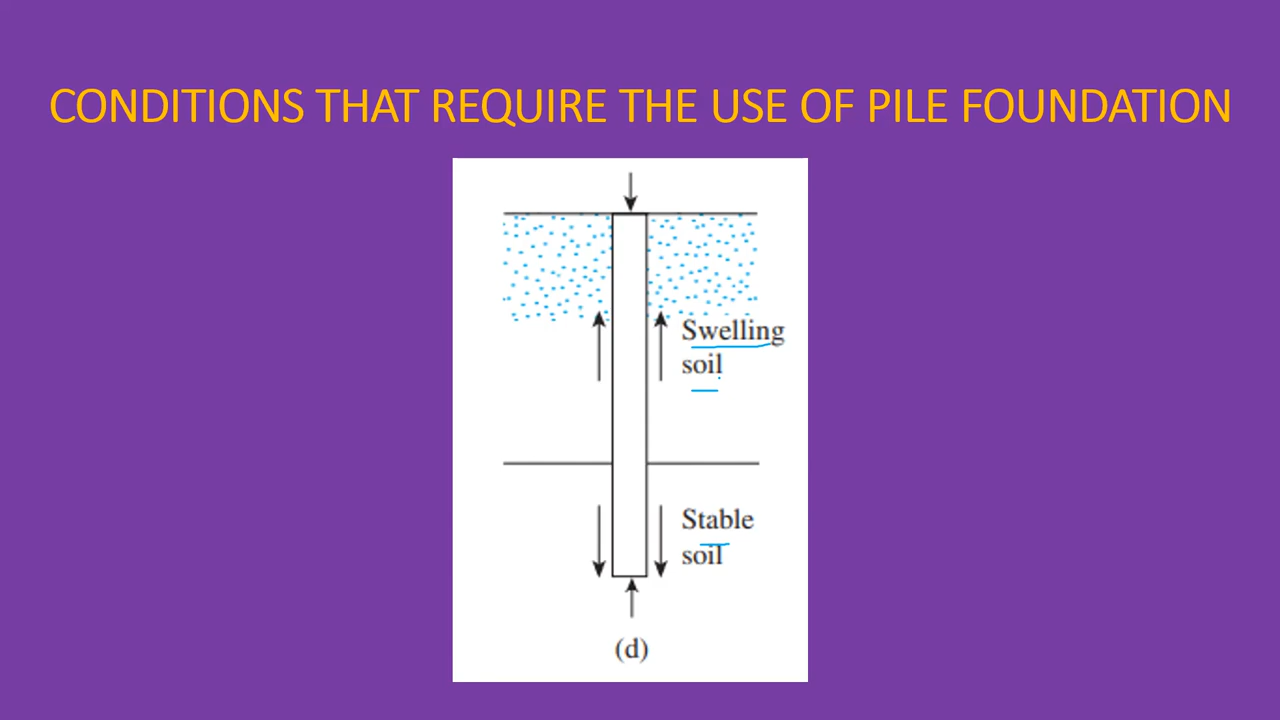 CONDITIONS THAT REQUIRE THE USE OF PILE FOUNDATION
Swelling
soil
Stable
soil
(d)